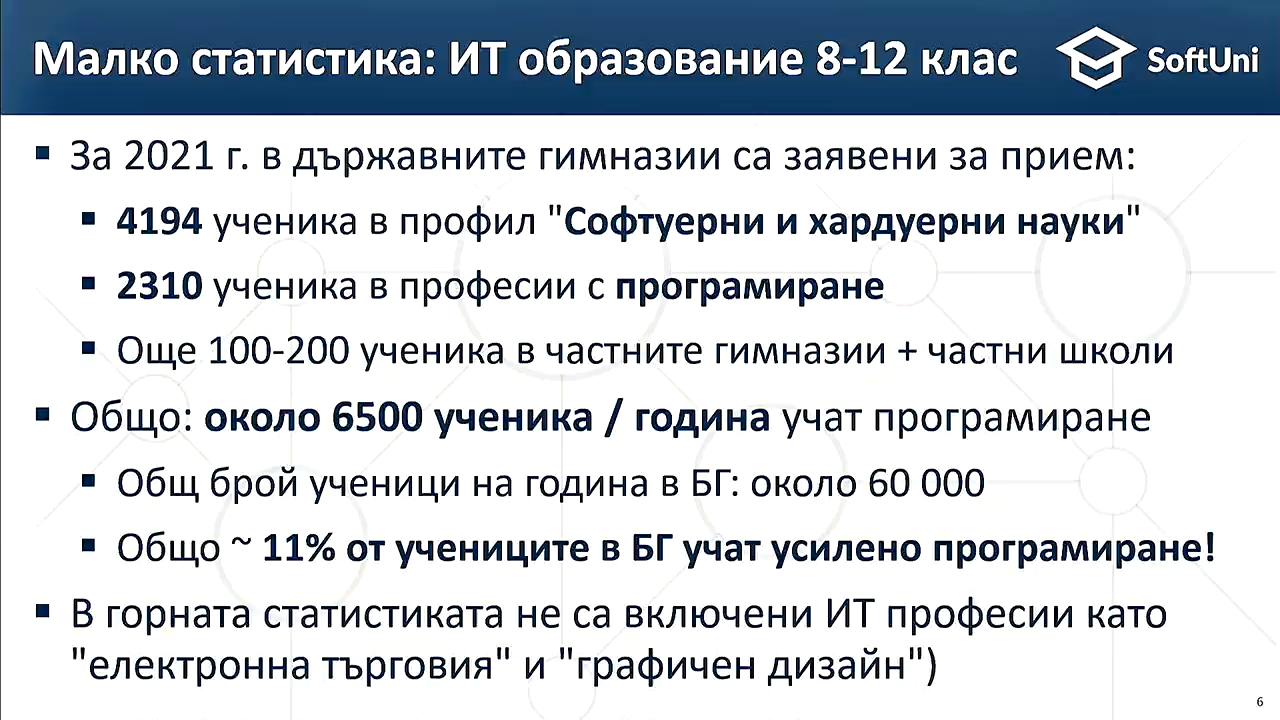 Малко статистика: ИТ образование 8-12 клас
SoftUni
▪ За 2021 г. в държавните гимназии са заявени за прием:
▪ 4194 ученика в профил "Софтуерни и хардуерни науки"
▪ 2310 ученика в професии с програмиране
▪ Още 100-200 ученика в частните гимназии + частни школи
▪ Общо: около 6500 ученика / година учат програмиране
▪ Общ брой ученици на година в БГ: около 60 000
▪ Общо ~ 11% от учениците в БГ учат усилено програмиране!
▪ В горната статистиката не са включени ИТ професии като
"електронна търговия" и "графичен дизайн")
6